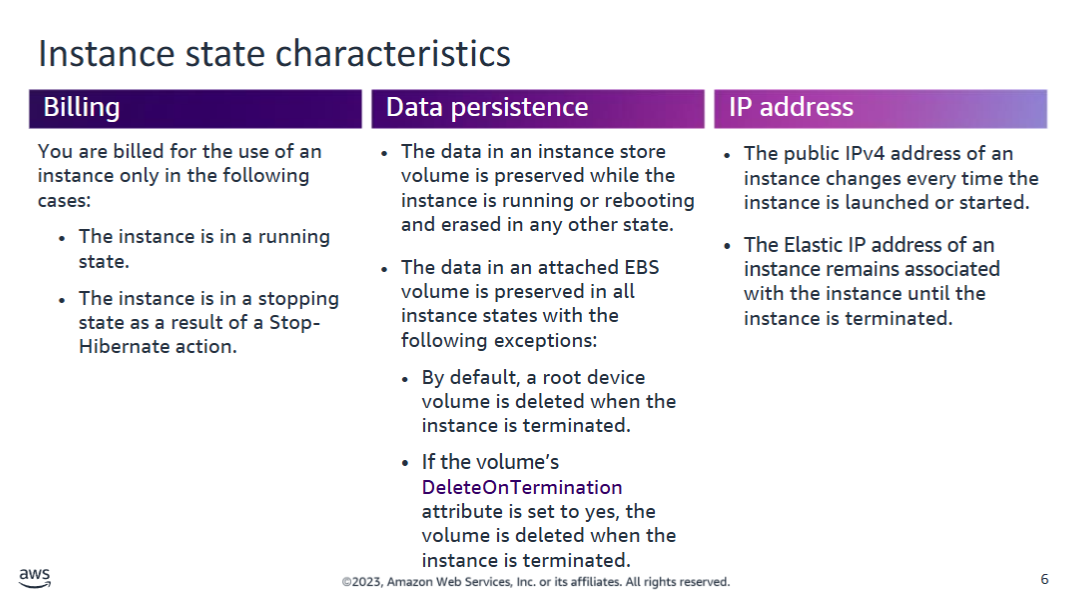 Instance state characteristics
Billing
You are billed for the use of an
instance only in the following
cases:
• The instance is in a running
state.
• The instance is in a stopping
state as a result of a Stop-
Hibernate action.
Data persistence
• The data in an instance store
volume is preserved while the
instance is running or rebooting
and erased in any other state.
• The data in an attached EBS
volume is preserved in all
instance states with the
following exceptions:
• By default, a root device
volume is deleted when the
instance is terminated.
• If the volume’s
DeleteOnTermination
attribute is set to yes, the
volume is deleted when the
instance is terminated.
IP address
• The public IPv4 address of an
instance changes every time the
instance is launched or started.
• The Elastic IP address of an
instance remains associated
with the instance until the
instance is terminated.
aws
©2023, Amazon Web Services, Inc. or its affiliates. All rights reserved.
6